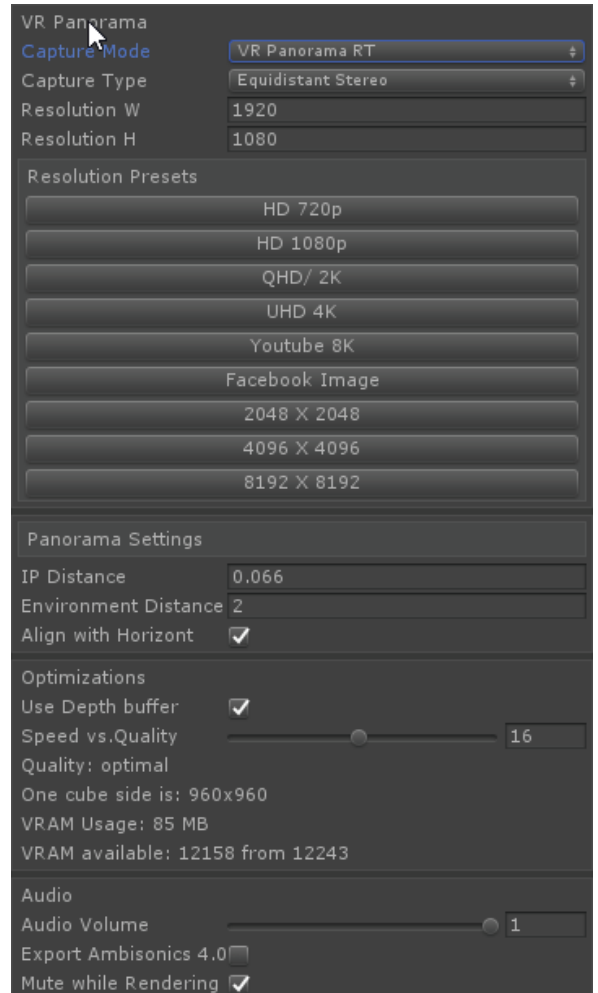 VR Panorama
Capture Mode VR Panorama RT
Capture Type Equidistant Stereo
Resolution W 1920
Resolution H 1080
Resolution Presets
HD 720p
HD 1080p
QHD/ 2K
UHD 4K
Youtube 8K
Facebook Image
2048 X 2048
4096 X 4096
8192 X 8192
Panorama Settings
IP Distance 0.066
Environment Distance 2
Align with Horizont
Optimizations
Use Depth buffer
Speed vs.Quality 16
Quality: optimal
One cube side is: 960x960
VRAM Usage: 85 MB
VRAM available: 12158 from 12243
Audio
Audio Volume 1
Export Ambisonics 4.0
Mute while Rendering